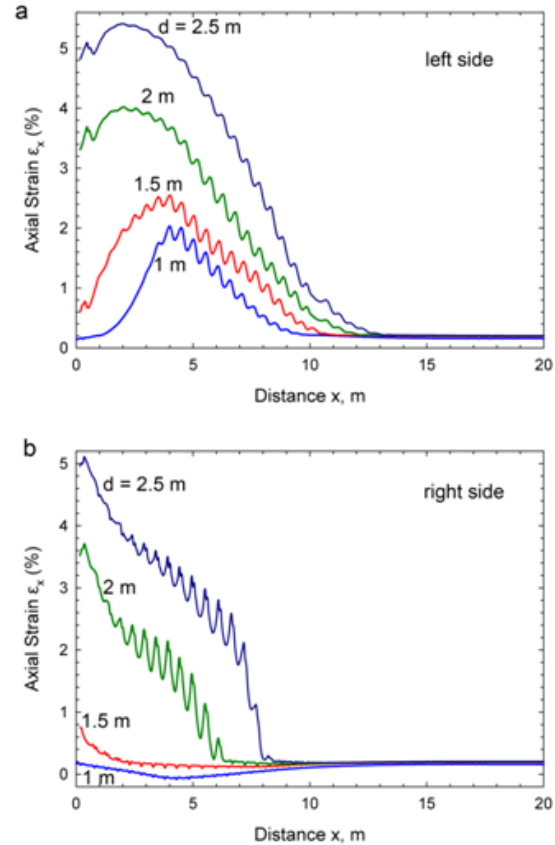 a
d = 2.5 m
left side
2 m
1.5 m
1 m
Axial Strain εx (%)
5
4
3
2
1
0
0 5 10 15 20
Distance x, m
b
d = 2.5 m
right side
2 m
1.5 m
1 m
Axial Strain εx (%)
5
4
3
2
1
0
0 5 10 15 20
Distance x, m